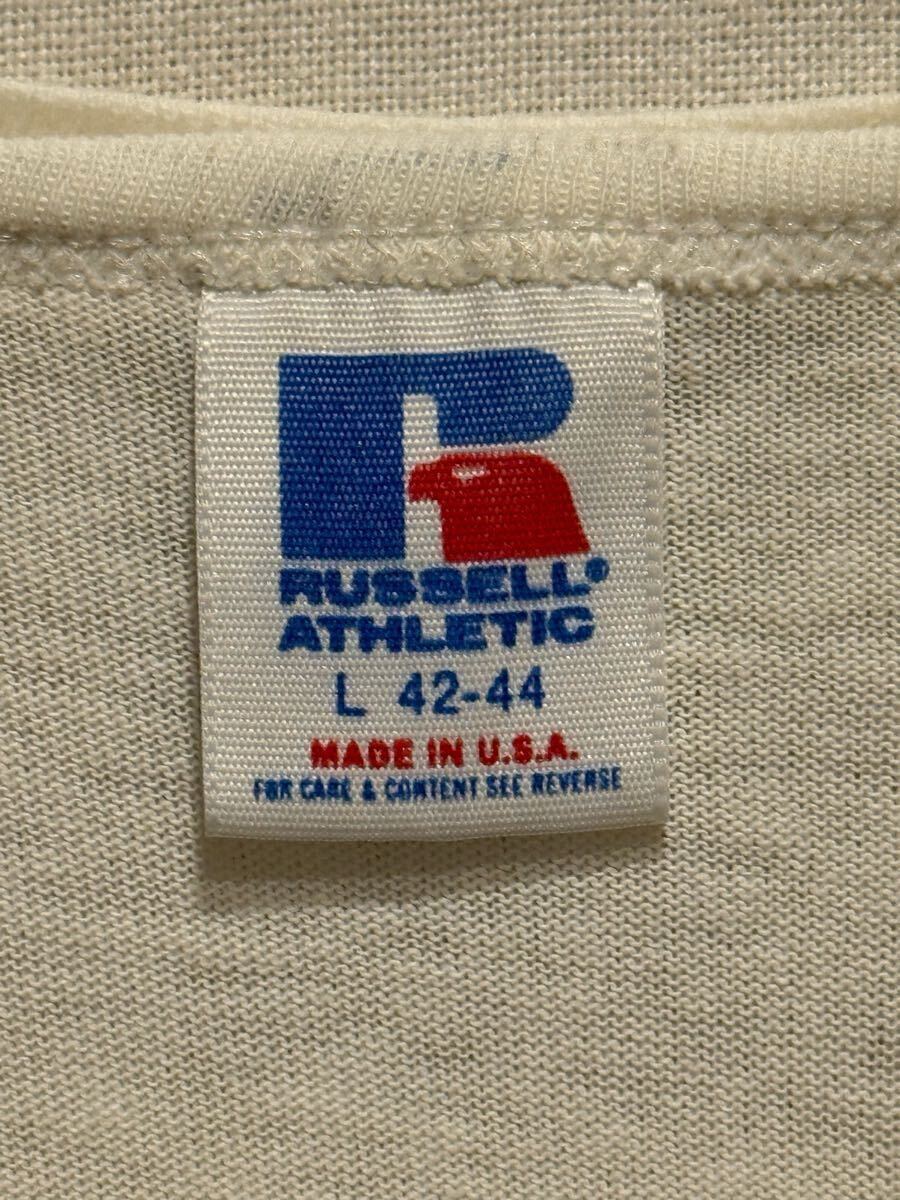 RUSSELL®
ATHLETIC
L 42-44
MADE IN U.S.A.
FOR CARE & CONTENT SEE REVERSE